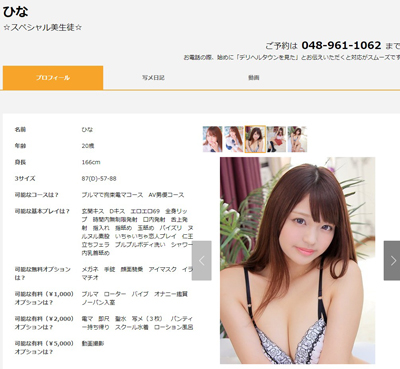 ひな
☆スペシャル美生徒☆
ご予約は 048-961-1062 まで
お電話の際、始めに「デリヘルタウンを見た」とお伝えいただくと対応がスムーズです
プロフィール
写メ日記
動画
名前 ひな
年齢 20歳
身長 166cm
3サイズ 87(D)-57-88
可能なコースは? ブルマで拘束電マコース AV男優コース
可能な基本プレイは? 玄関キス Dキス エロエロ69 全身リッ
プ 時間内無制限発射 口内発射 舌上発
射 指入れ 指舐め 玉舐め パイズリ ス
ルヌル素股 いちゃいちゃ恋人プレイ 仁王
立ちフェラ プルプルボディ洗い シャワー
内乳首舐め
可能な無料オプション
は?
メガネ 手錠 顔面騎乗 アイマスク イラ
マチオ
可能な有料(¥1,000)
オプションは?
ブルマ ローター バイブ オナニー鑑賞
ノーパン入室
可能な有料(¥2,000)
オプションは?
電マ 即尺 聖水 写メ(3枚) パンティ
ー持ち帰り スクール水着 ローション風呂
可能な有料(¥5,000)
オプションは?
動画撮影